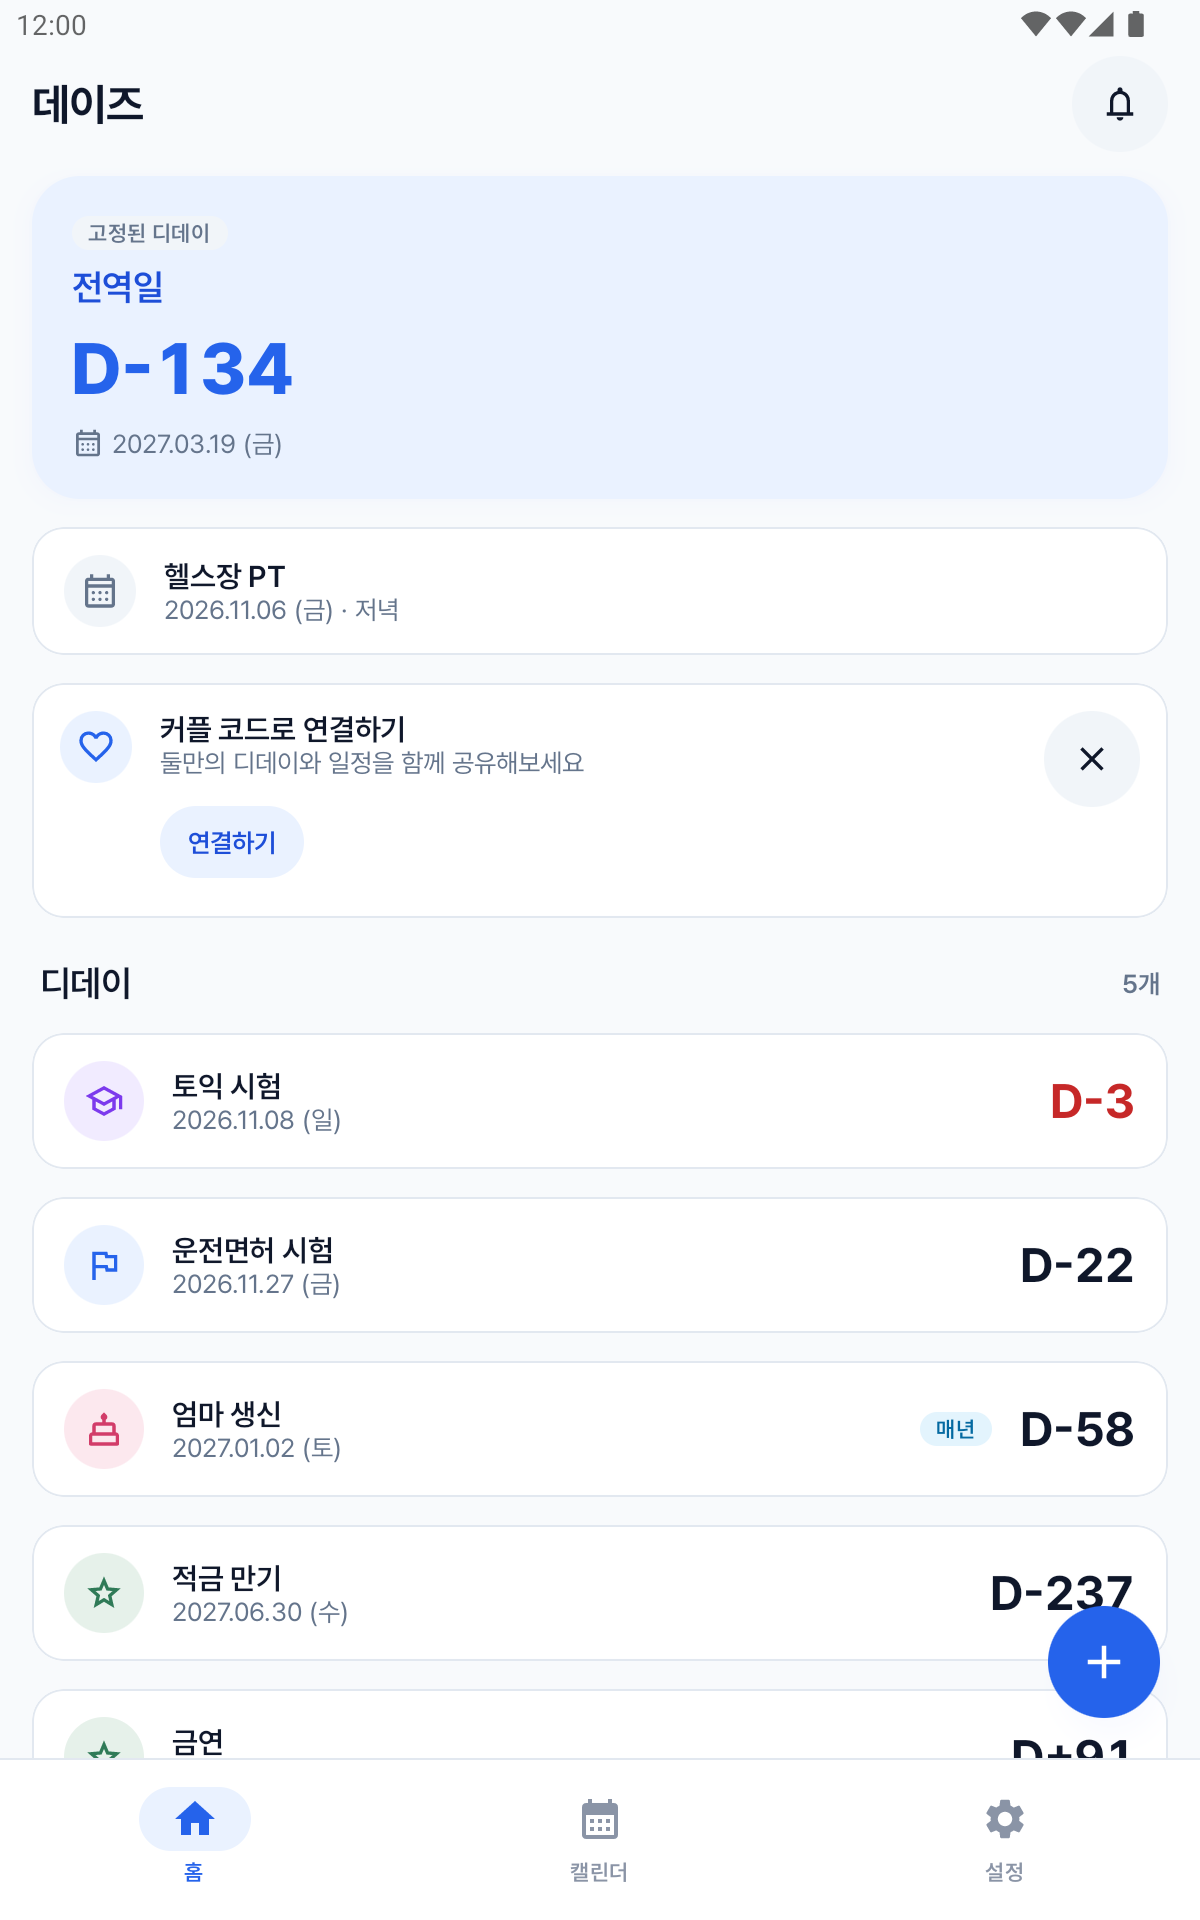 12:00
데이즈
고정된 디데이
전역일
D-134
2027.03.19 (금)
헬스장 PT
2026.11.06 (금) · 저녁
커플 코드로 연결하기
둘만의 디데이와 일정을 함께 공유해보세요
연결하기
디데이
5개
토익 시험
2026.11.08 (일)
D-3
운전면허 시험
2026.11.27 (금)
D-22
엄마 생신
2027.01.02 (토)
매년
D-58
적금 만기
2027.06.30 (수)
D-237
금연
D+91
홈
캘린더
설정